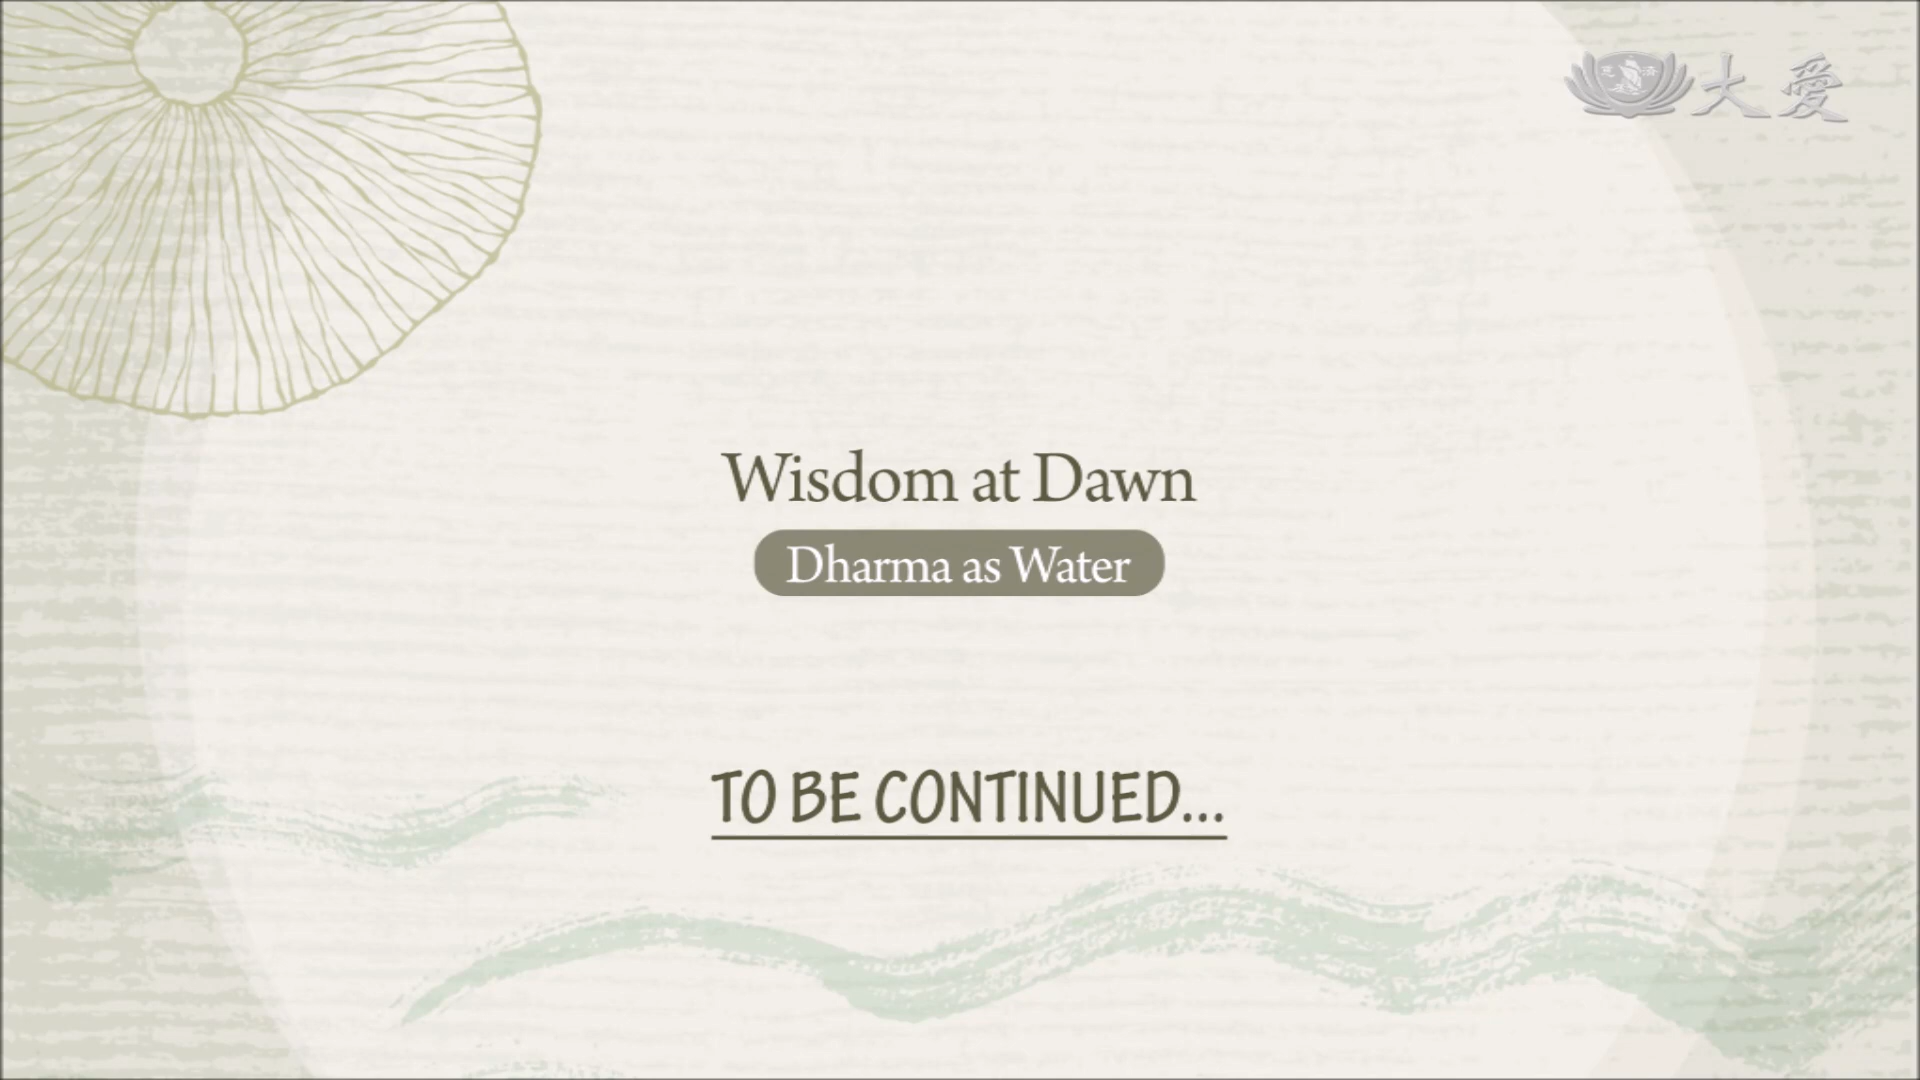 大愛
Wisdom at Dawn
Dharma as Water
TO BE CONTINUED...